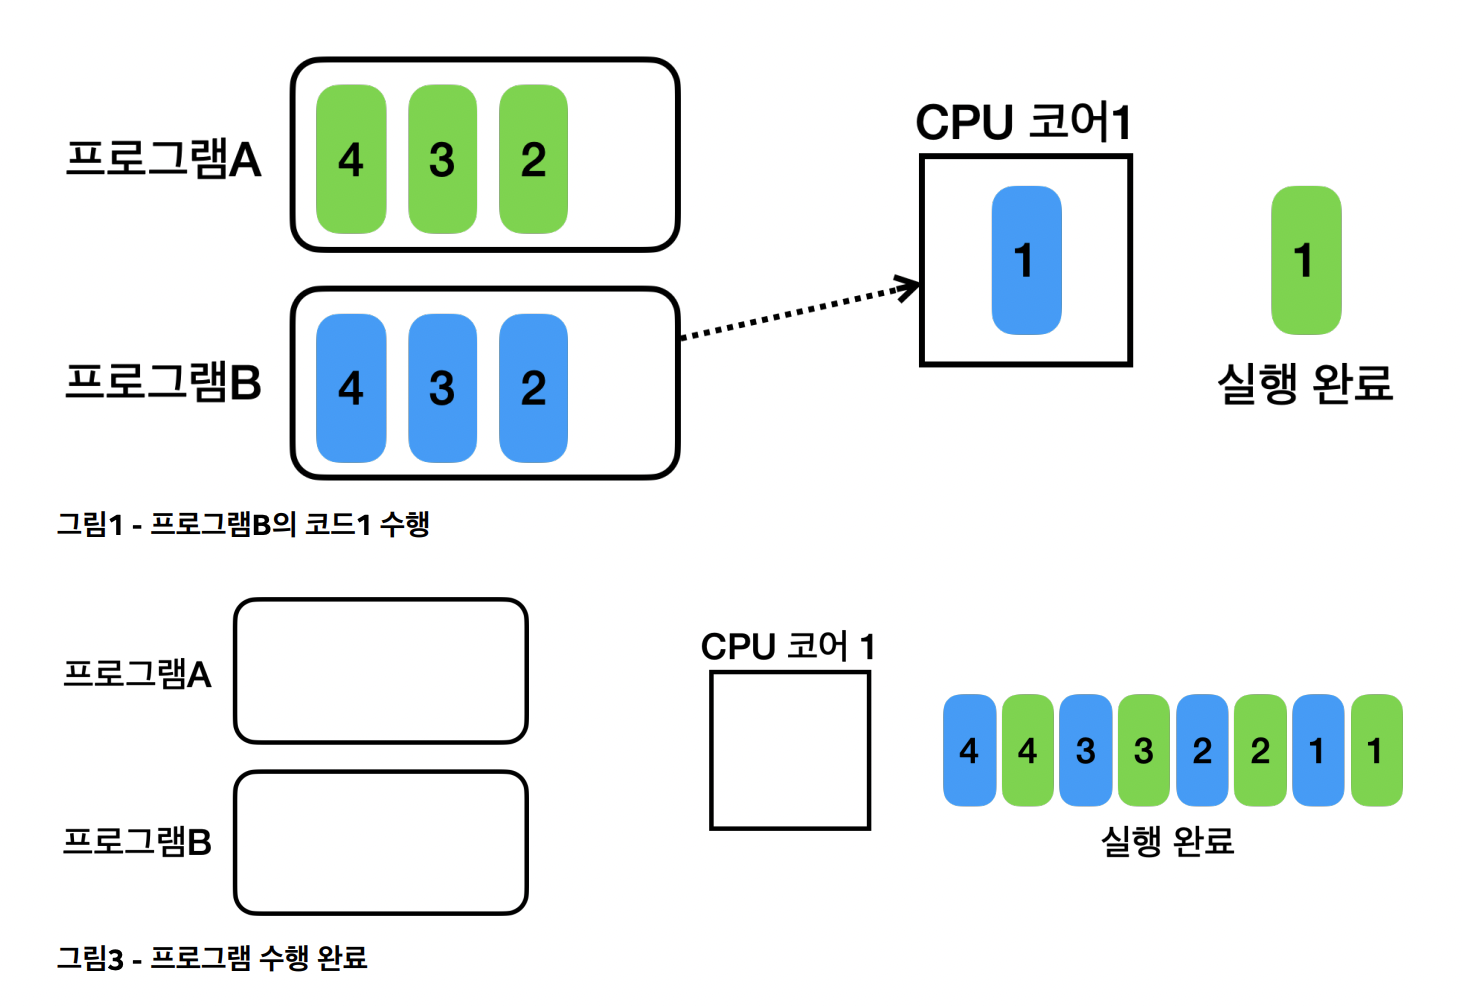 프로그램A
4 3 2
CPU 코어1
1
1
실행 완료
프로그램B
4 3 2
그림1 - 프로그램B의 코드1 수행
프로그램A
CPU 코어 1
4 4 3 3 2 2 1 1
실행 완료
프로그램B
그림3 - 프로그램 수행 완료